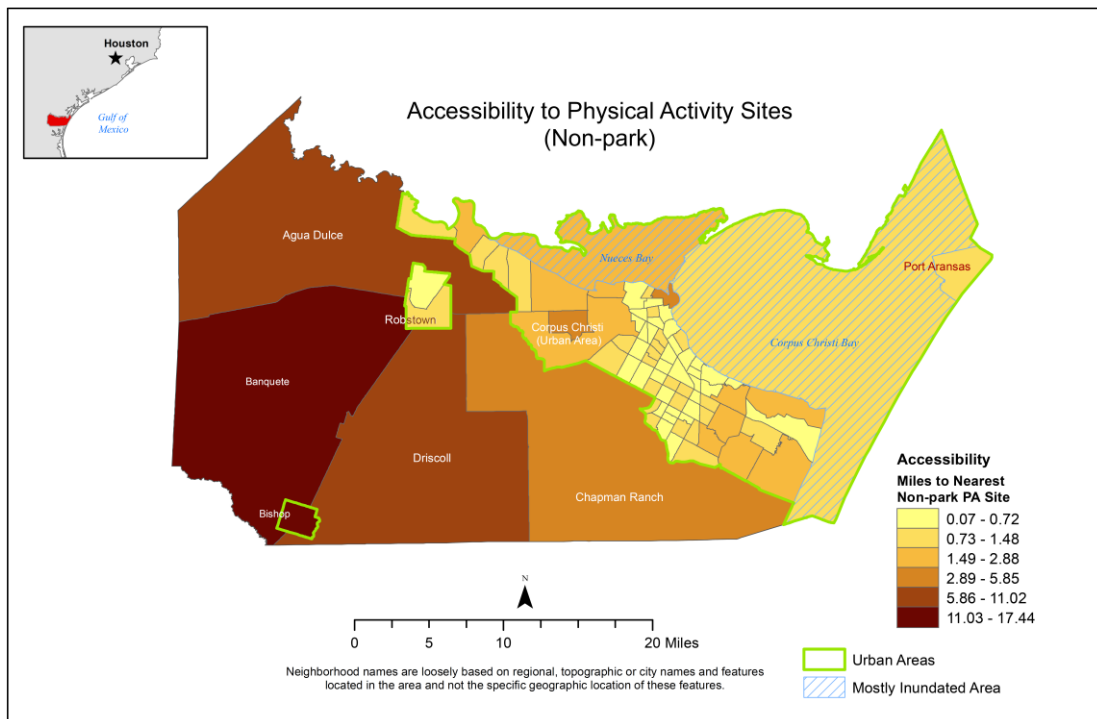 Houston
Gulf of
Mexico
Accessibility to Physical Activity Sites
(Non-park)
Agua Dulce
Nueces Bay
Port Aransas
Robstown
Corpus Christi
(Urban Area)
Corpus Christi Bay
Banquete
Driscoll
Chapman Ranch
Bishop
Accessibility
Miles to Nearest
Non-park PA Site
0.07 - 0.72
0.73 - 1.48
1.49 - 2.88
2.89 - 5.85
5.86 - 11.02
11.03 - 17.44
N
0 5 10 20 Miles
Neighborhood names are loosely based on regional, topographic or city names and features
located in the area and not the specific geographic location of these features.
Urban Areas
Mostly Inundated Area